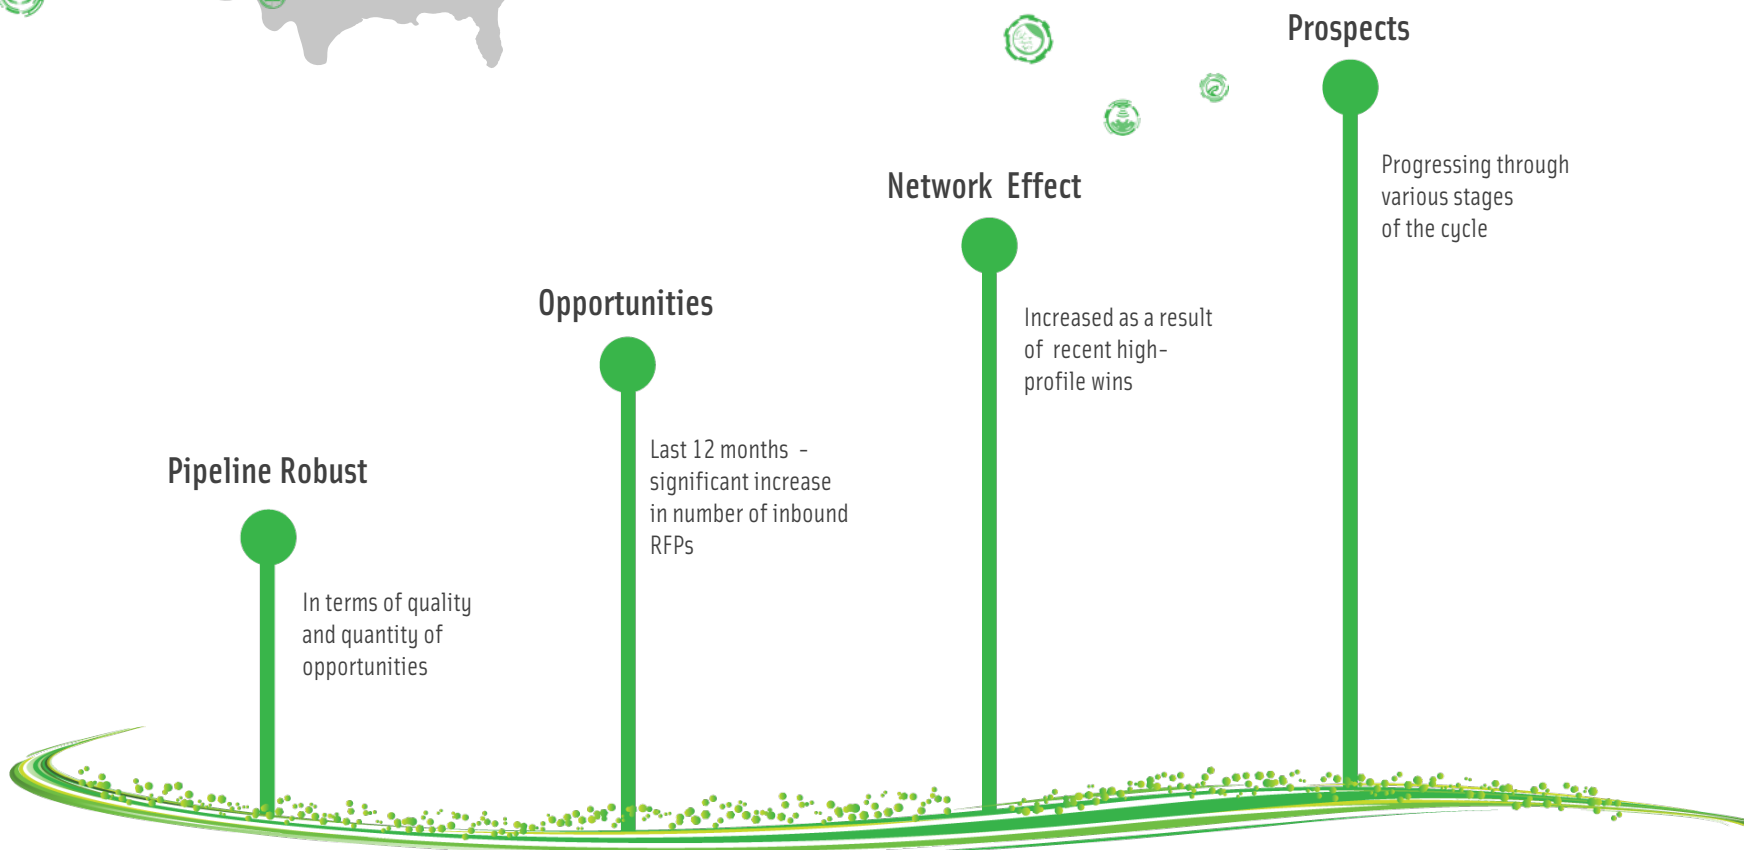 Pipeline Robust
In terms of quality
and quantity of
opportunities
Opportunities
Last 12 months -
significant increase
in number of inbound
RFPs
Network Effect
Increased as a result
of recent high-
profile wins
Prospects
Progressing through
various stages
of the cycle